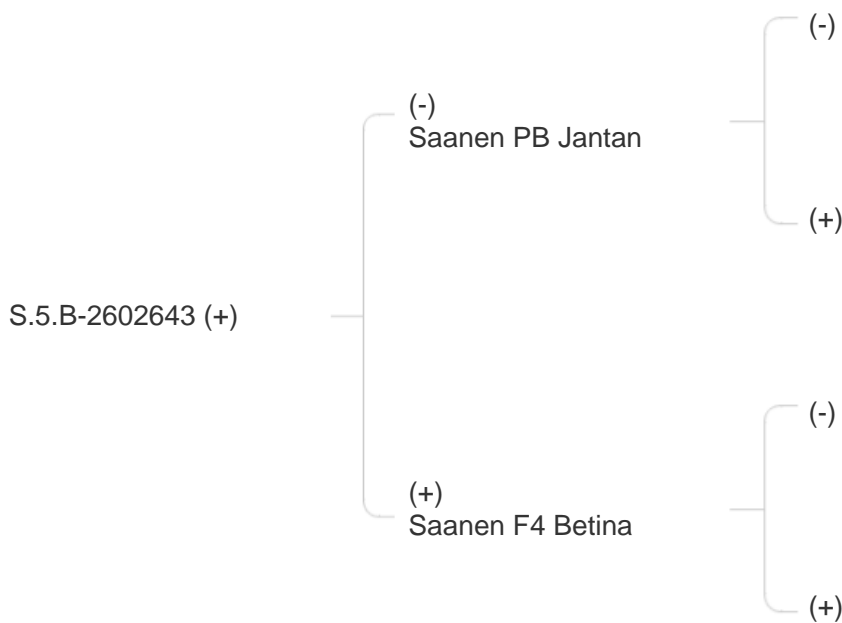 (-)
(-)
Saanen PB Jantan
(+)
S.5.B-2602643 (+)
(-)
(+)
Saanen F4 Betina
(+)